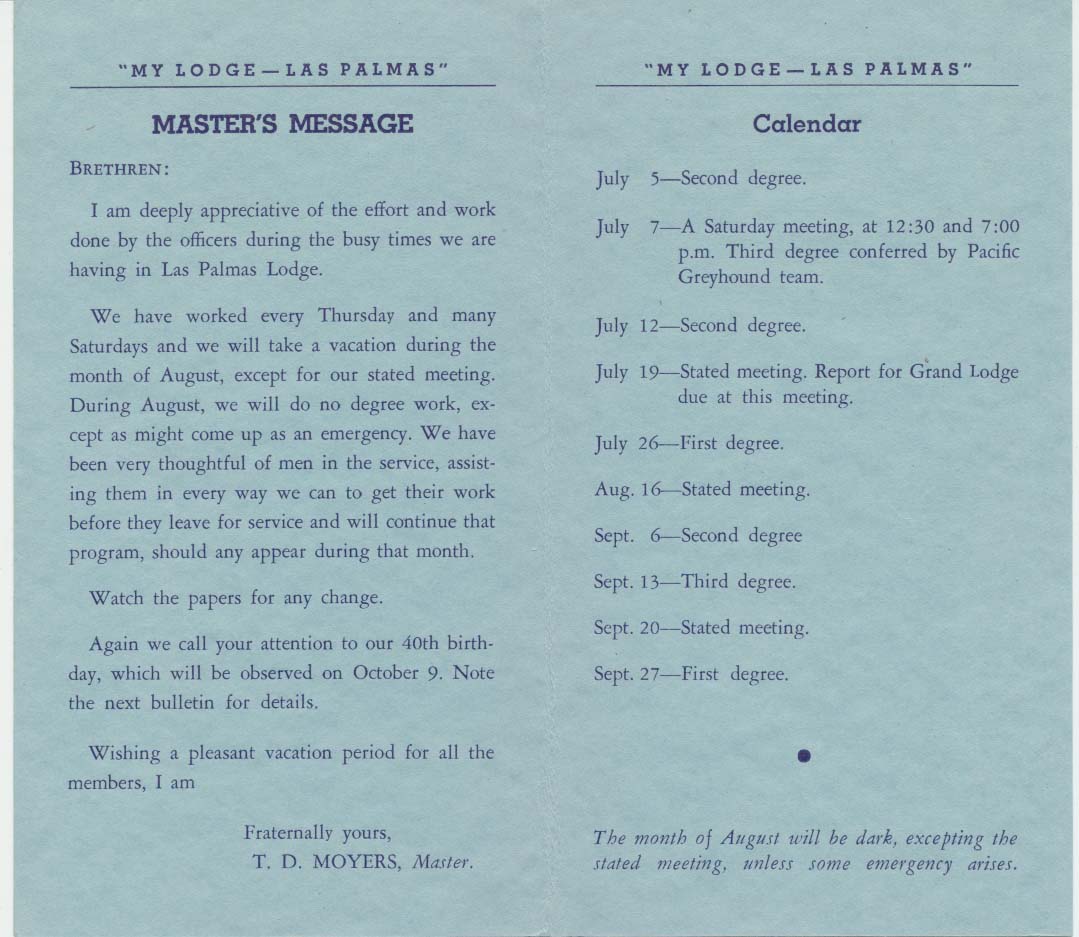 "MY LODGE—LAS PALMAS"
MASTER'S MESSAGE
BRETHREN:
I am deeply appreciative of the effort and work
done by the officers during the busy times we are
having in Las Palmas Lodge.
We have worked every Thursday and many
Saturdays and we will take a vacation during the
month of August, except for our stated meeting.
During August, we will do no degree work, ex-
cept as might come up as an emergency. We have
been very thoughtful of men in the service, assist-
ing them in every way we can to get their work
before they leave for service and will continue that
program, should any appear during that month.
Watch the papers for any change.
Again we call your attention to our 40th birth-
day, which will be observed on October 9. Note
the next bulletin for details.
Wishing a pleasant vacation period for all the
members, I am
Fraternally yours,
T. D. MOYERS, Master.
"MY LODGE—LAS PALMAS"
Calendar
July 5—Second degree.
July 7—A Saturday meeting, at 12:30 and 7:00
p.m. Third degree conferred by Pacific
Greyhound team.
July 12—Second degree.
July 19—Stated meeting. Report for Grand Lodge
due at this meeting.
July 26—First degree.
Aug. 16—Stated meeting.
Sept. 6—Second degree
Sept. 13—Third degree.
Sept. 20—Stated meeting.
Sept. 27—First degree.
The month of August will be dark, excepting the
stated meeting, unless some emergency arises.